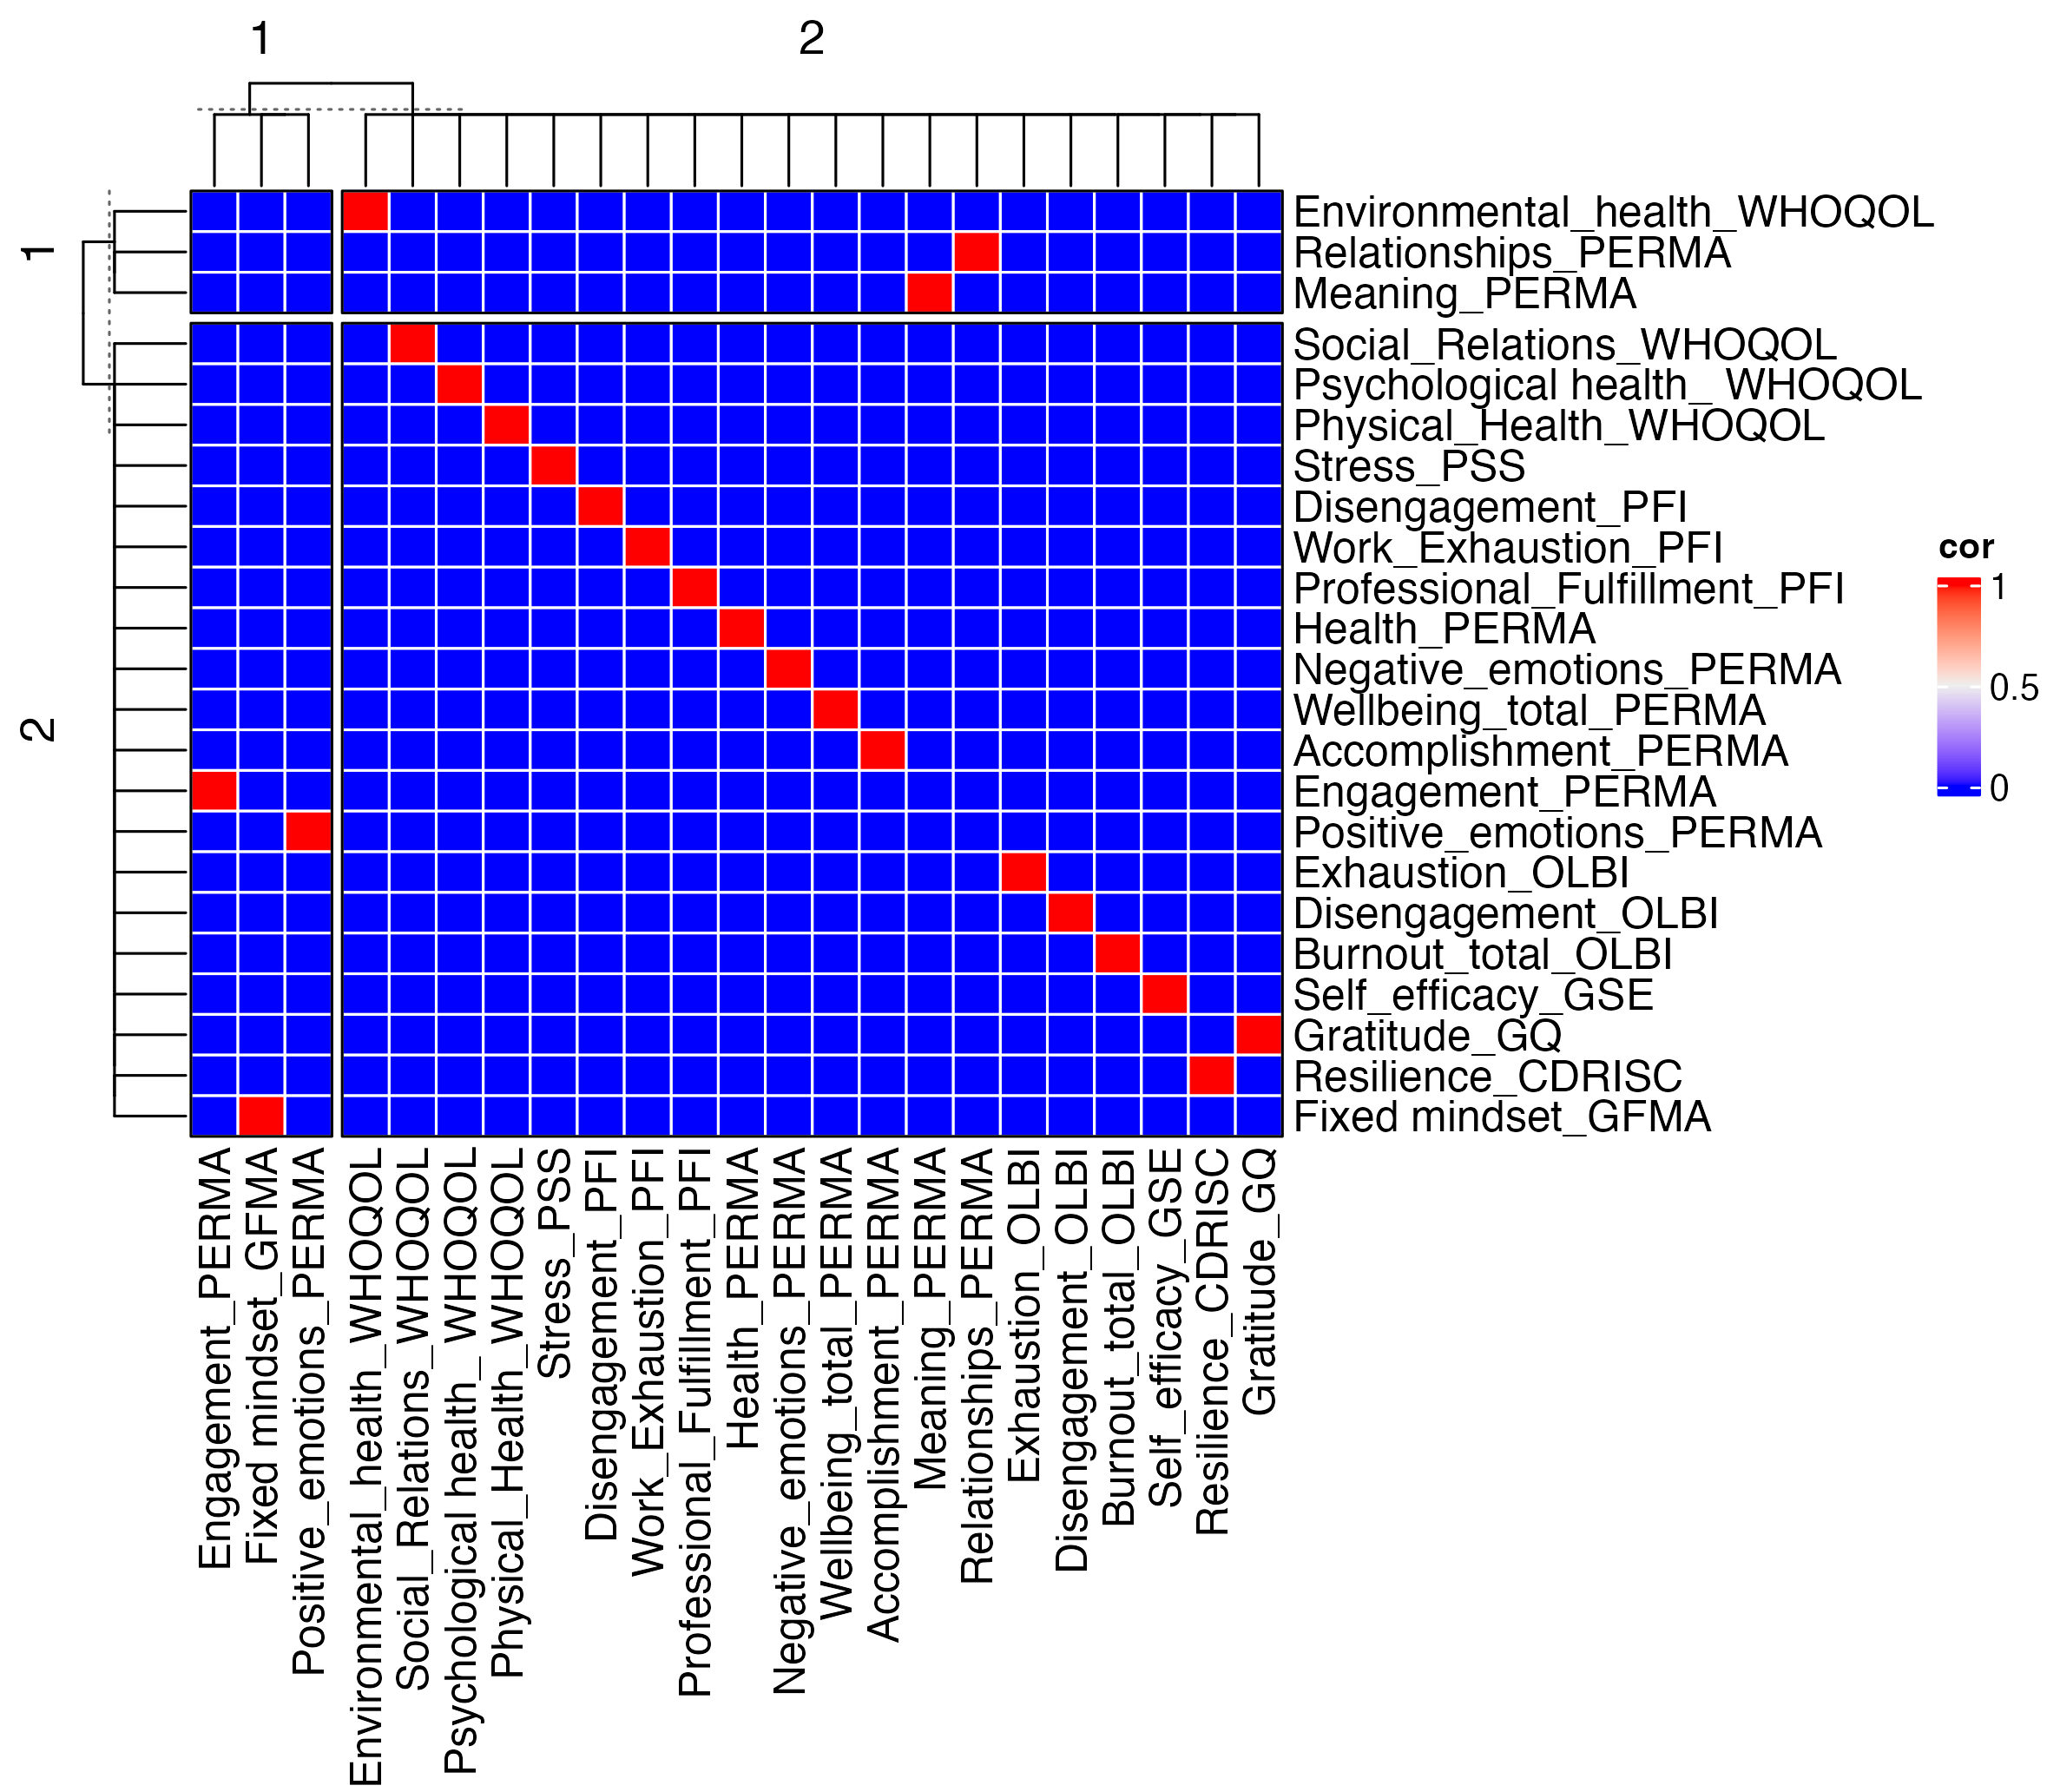 1
2
1
2
Environmental_health_WHOQOL
Relationships_PERMA
Meaning_PERMA
Social_Relations_WHOQOL
Psychological health_ WHOQOL
Physical_Health_WHOQOL
Stress_PSS
Disengagement_PFI
Work_Exhaustion_PFI
Professional_Fulfillment_PFI
Health_PERMA
Negative_emotions_PERMA
Wellbeing_total_PERMA
Accomplishment_PERMA
Engagement_PERMA
Positive_emotions_PERMA
Exhaustion_OLBI
Disengagement_OLBI
Burnout_total_OLBI
Self_efficacy_GSE
Gratitude_GQ
Resilience_CDRISC
Fixed mindset_GFMA
cor
1
0.5
0
Engagement_PERMA
Fixed mindset_GFMA
Positive_emotions_PERMA
Environmental_health_WHOQOL
Social_Relations_WHOQOL
Psychological health_ WHOQOL
Physical_Health_WHOQOL
Stress_PSS
Disengagement_PFI
Work_Exhaustion_PFI
Professional_Fulfillment_PFI
Health_PERMA
Negative_emotions_PERMA
Wellbeing_total_PERMA
Accomplishment_PERMA
Meaning_PERMA
Relationships_PERMA
Exhaustion_OLBI
Disengagement_OLBI
Burnout_total_OLBI
Self_efficacy_GSE
Resilience_CDRISC
Gratitude_GQ